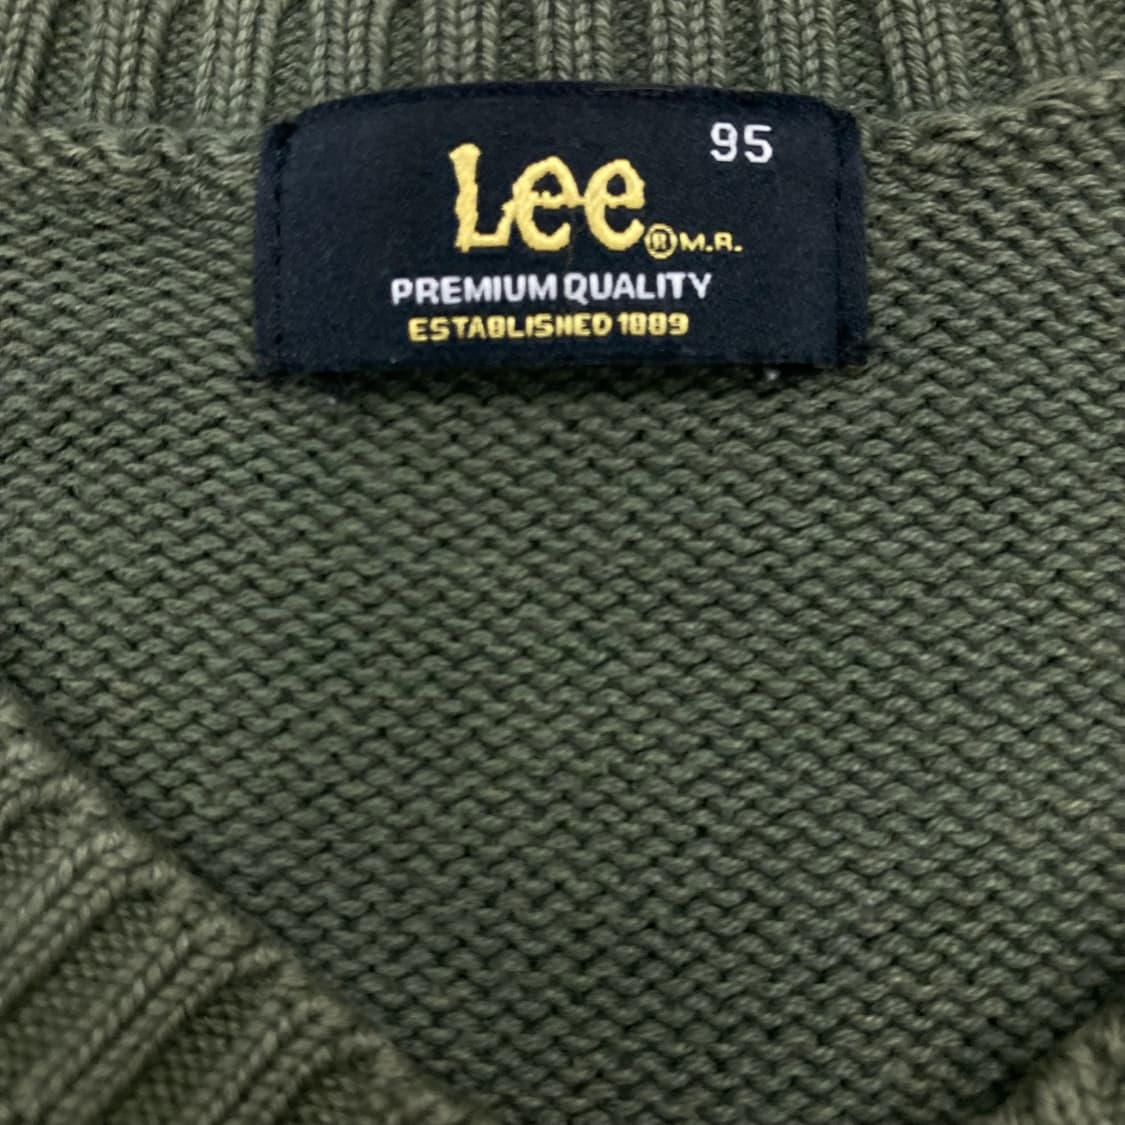 95
Lee ® M.R.
PREMIUM QUALITY
ESTABLISHED 1889